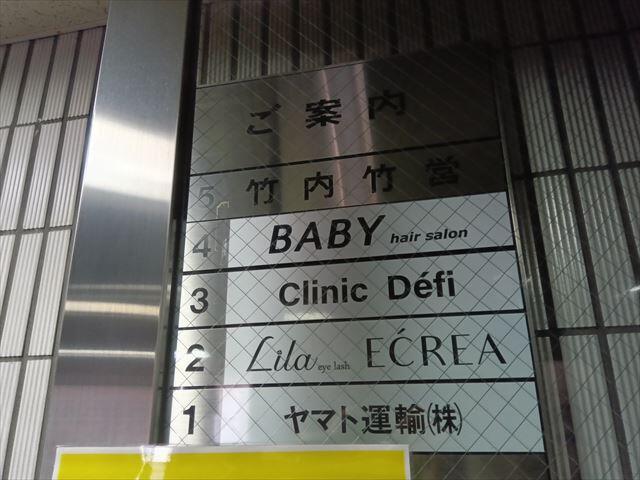 ご案内
5 竹内竹営
4 BABY hair salon
3 Clinic Défi
2 Lila eye lash EĆREA
1 ヤマト運輸㈱